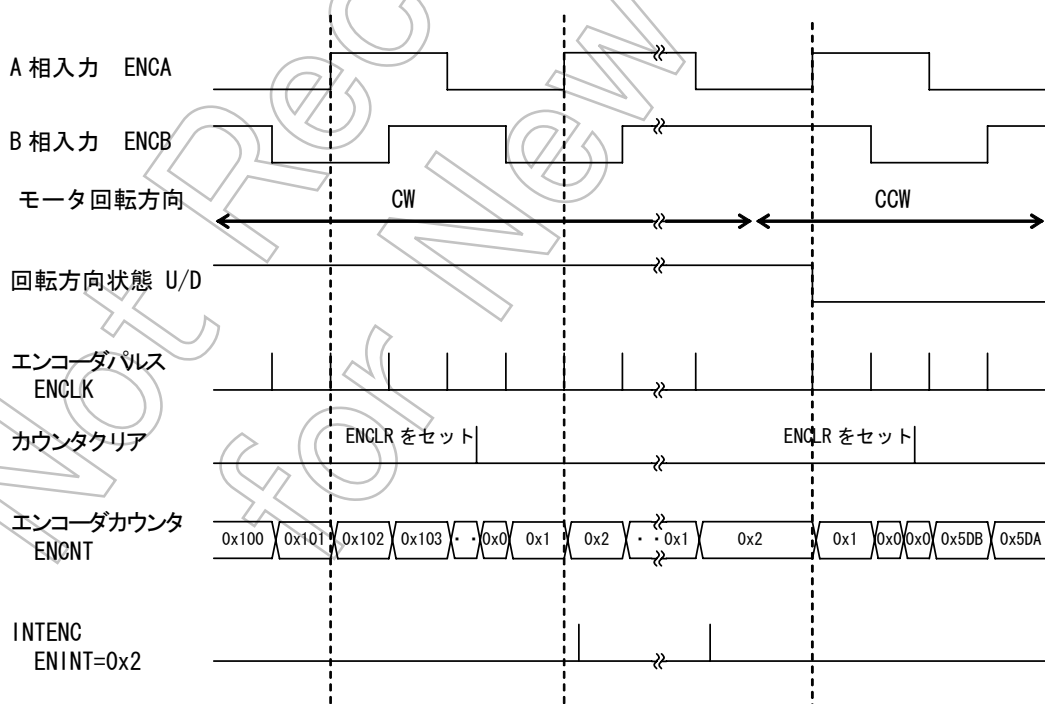 A 相入力 ENCA
B 相入力 ENCB
モータ回転方向
CW
CCW
回転方向状態 U/D
エンコーダパルス
ENCLK
カウンタクリア
ENCLR をセット
ENCLR をセット
エンコーダカウンタ
ENCNT
0x100 0x101 0x102 0x103 ・・ 0x0 0x1 0x2 ・・ 0x1 0x2 0x1 0x0 0x0 0x5DB 0x5DA
INTENC
ENINT=0x2
Not Rec
for New